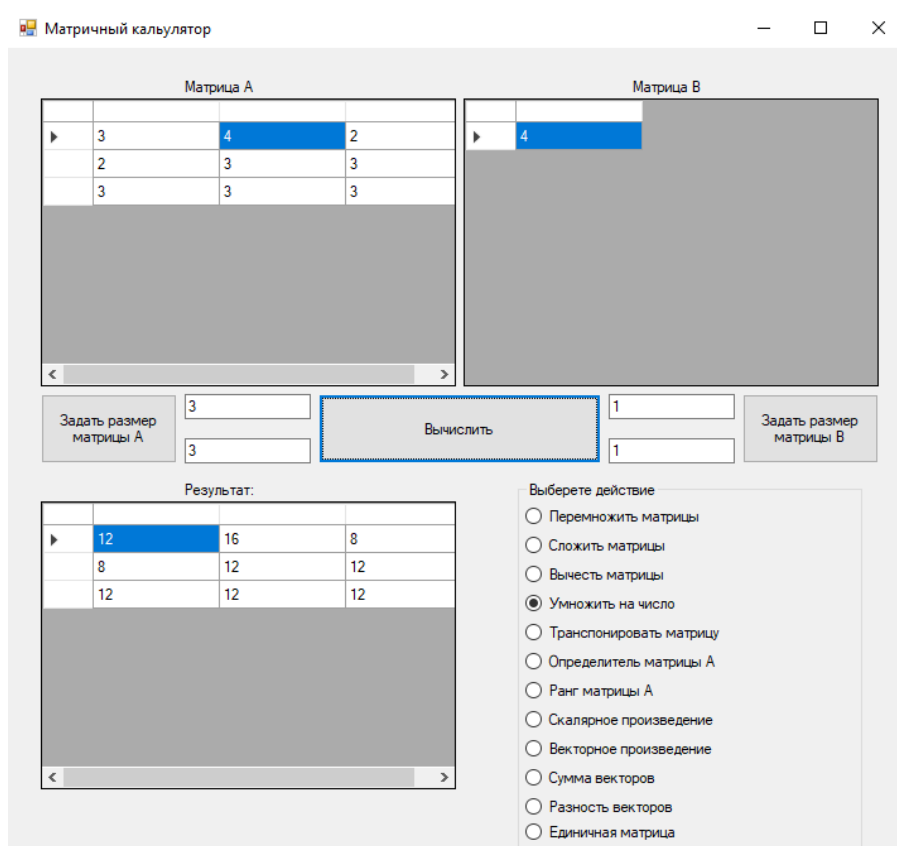 Матричный кальулятор
Матрица А
Матрица В
3 4 2
2 3 3
3 3 3
4
Задать размер
матрицы А
3
3
Вычислить
1
1
Задать размер
матрицы В
Результат:
12 16 8
8 12 12
12 12 12
Выберете действие
Перемножить матрицы
Сложить матрицы
Вычесть матрицы
Умножить на число
Транспонировать матрицу
Определитель матрицы А
Ранг матрицы А
Скалярное произведение
Векторное произведение
Сумма векторов
Разность векторов
Единичная матрица